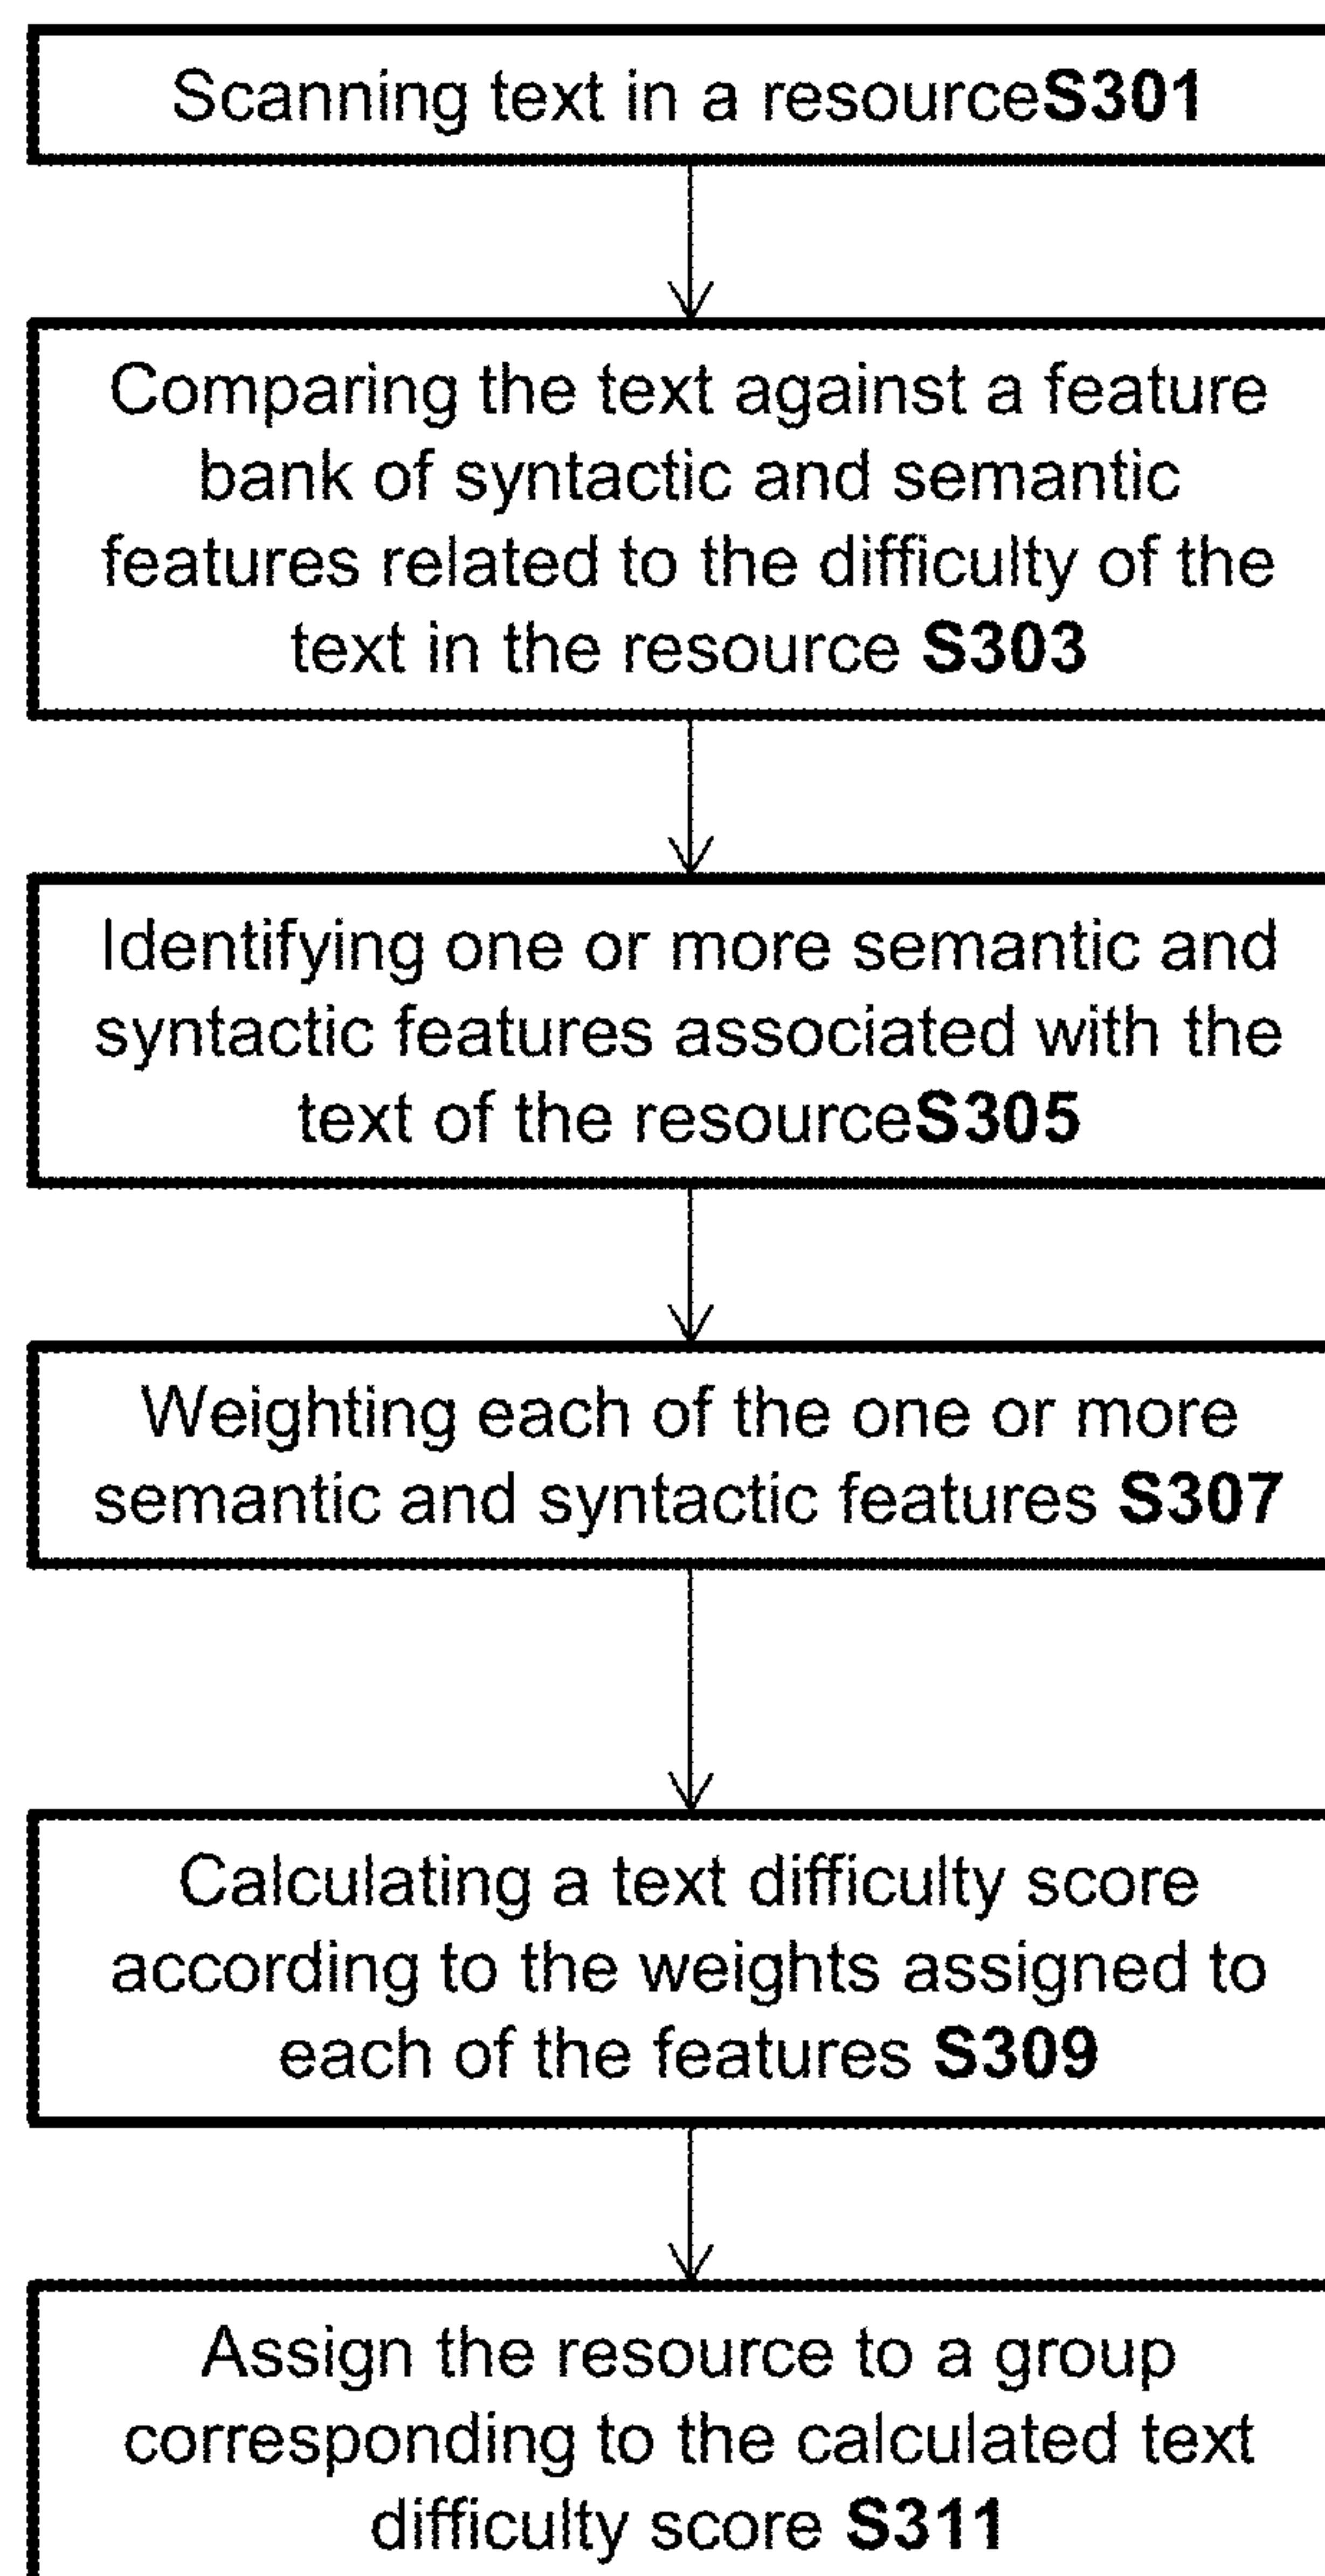 Scanning text in a resourceS301
Comparing the text against a feature
bank of syntactic and semantic
features related to the difficulty of the
text in the resource S303
Identifying one or more semantic and
syntactic features associated with the
text of the resourceS305
Weighting each of the one or more
semantic and syntactic features S307
Calculating a text difficulty score
according to the weights assigned to
each of the features S309
Assign the resource to a group
corresponding to the calculated text
difficulty score S311